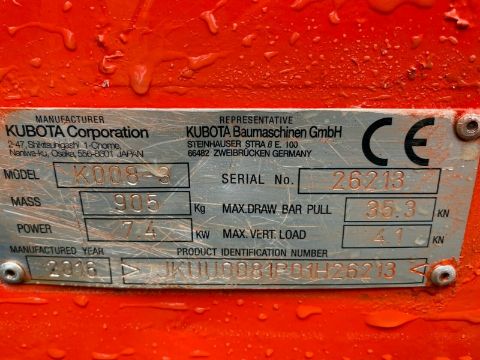 MANUFACTURER REPRESENTATIVE
KUBOTA Corporation KUBOTA Baumaschinen GmbH CE
2-47, Shikitsuhigashi 1-Chome, STEINHAUSER STRAßE. 100
Naniwa-ku, Osaka, 556-8601 JAPAN 66482 ZWEIBRÜCKEN GERMANY
MODEL K008-3 SERIAL No. 26213
MASS 905 Kg MAX.DRAW BAR PULL 35.3 KN
POWER 7.4 KW MAX.VERT.LOAD 4.1 KN
MANUFACTURED YEAR PRODUCT IDENTIFICATION NUMBER
2016 >JKUU0081P01H26213>